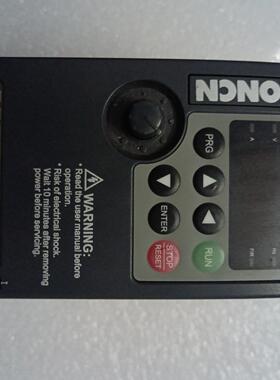 ONCN
PRG
ENTER
STOP
RESET
RUN
V
A
WARNING:
• Read the user manual before
operation.
• Risk of electrical shock.
Wait 10 minutes after removing
power before servicing.